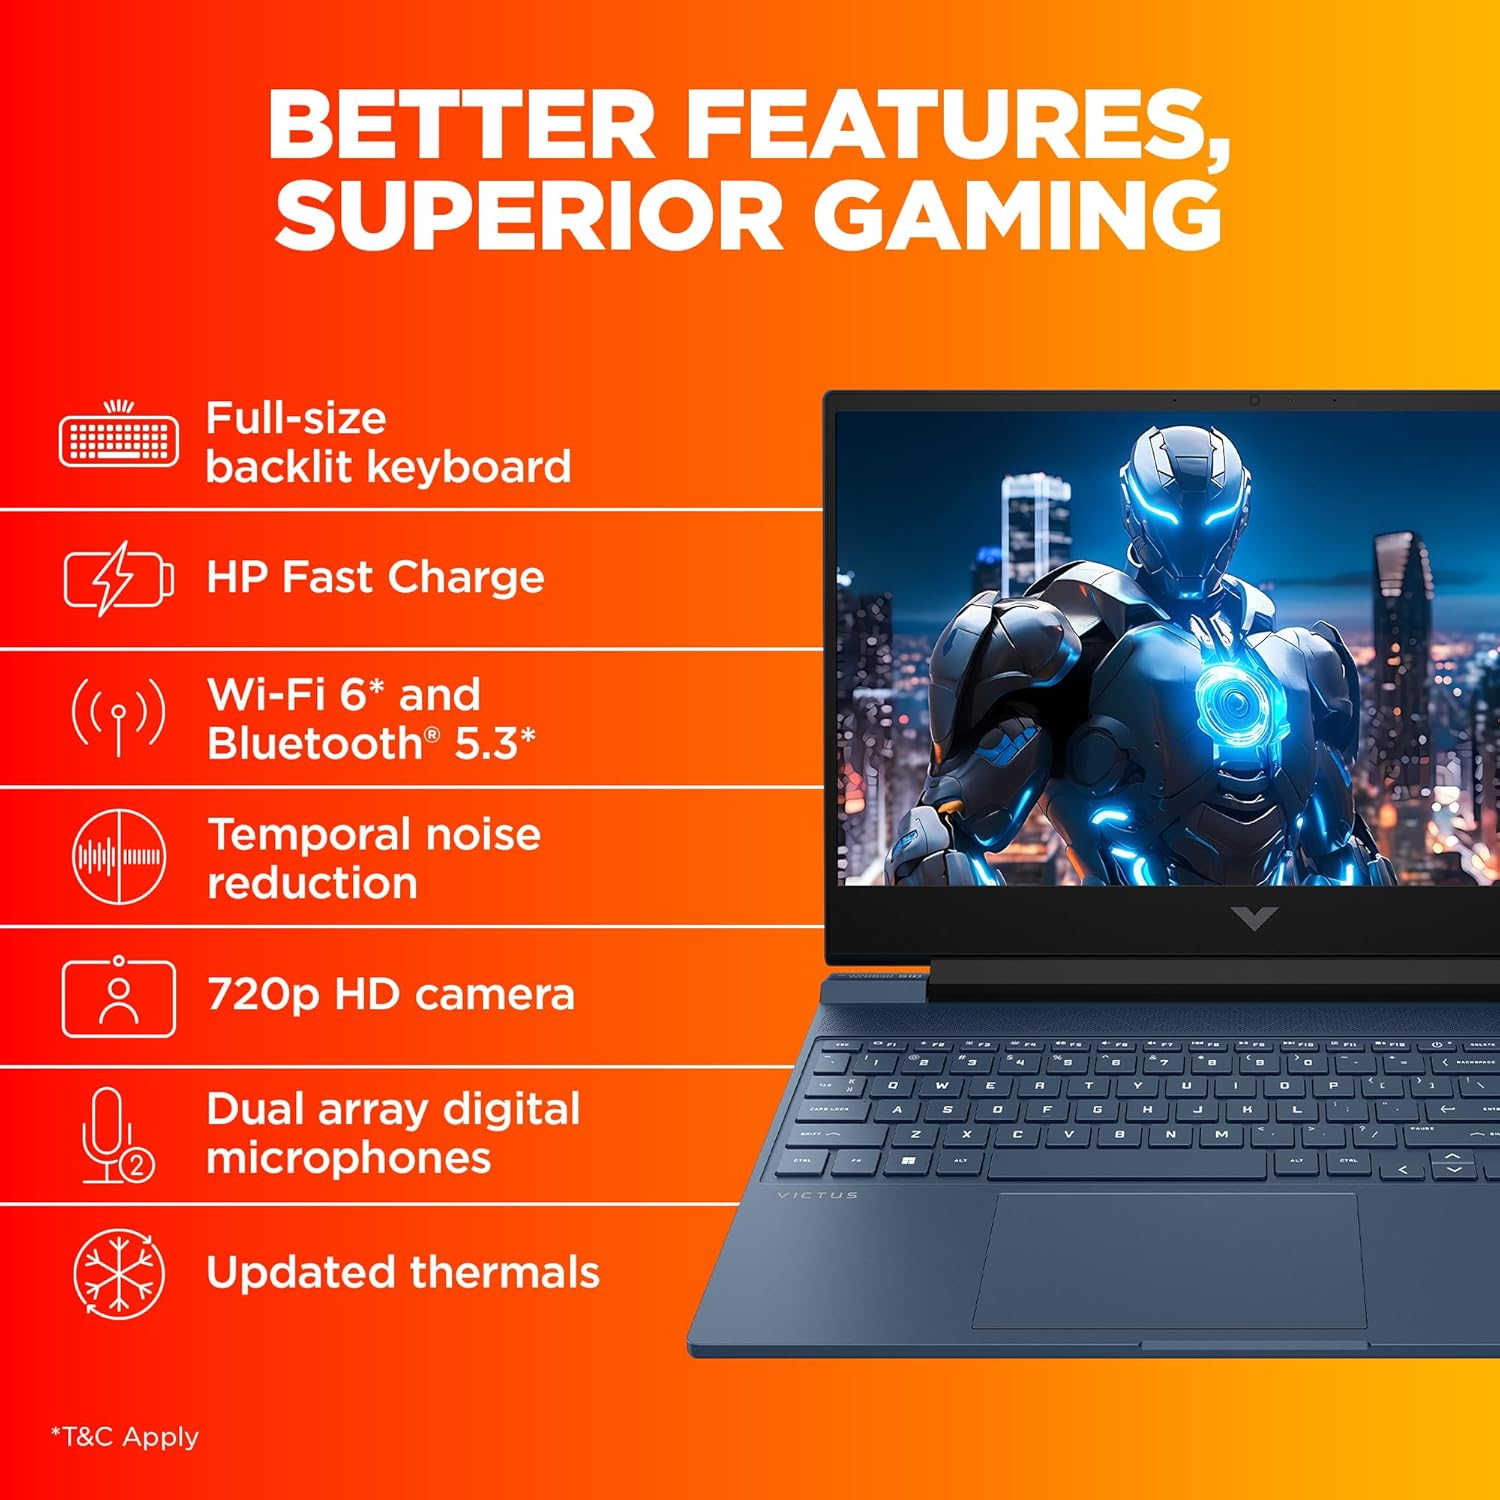 BETTER FEATURES,
SUPERIOR GAMING
Full-size
backlit keyboard
HP Fast Charge
Wi-Fi 6* and
Bluetooth® 5.3*
Temporal noise
reduction
720p HD camera
Dual array digital
microphones
2
Updated thermals
VICTUS
*T&C Apply